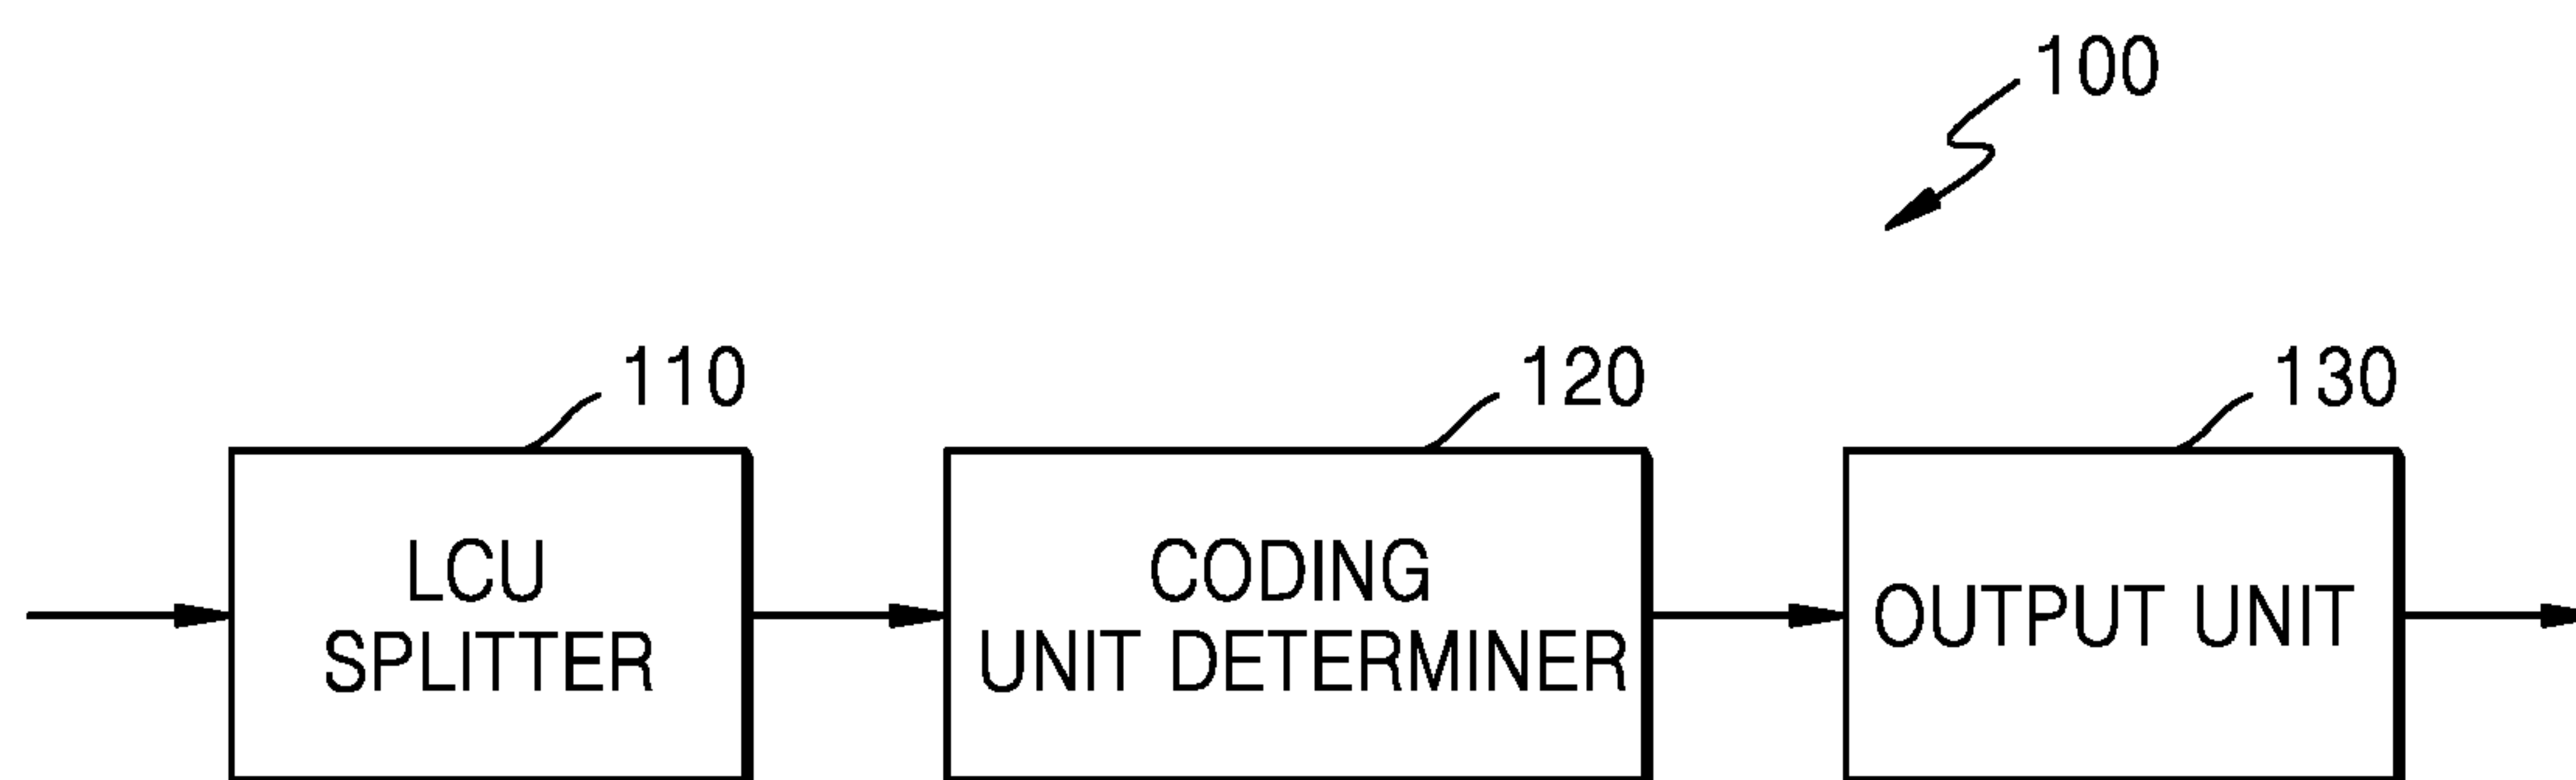 100
110
120
130
LCU
SPLITTER
CODING
UNIT DETERMINER
OUTPUT UNIT